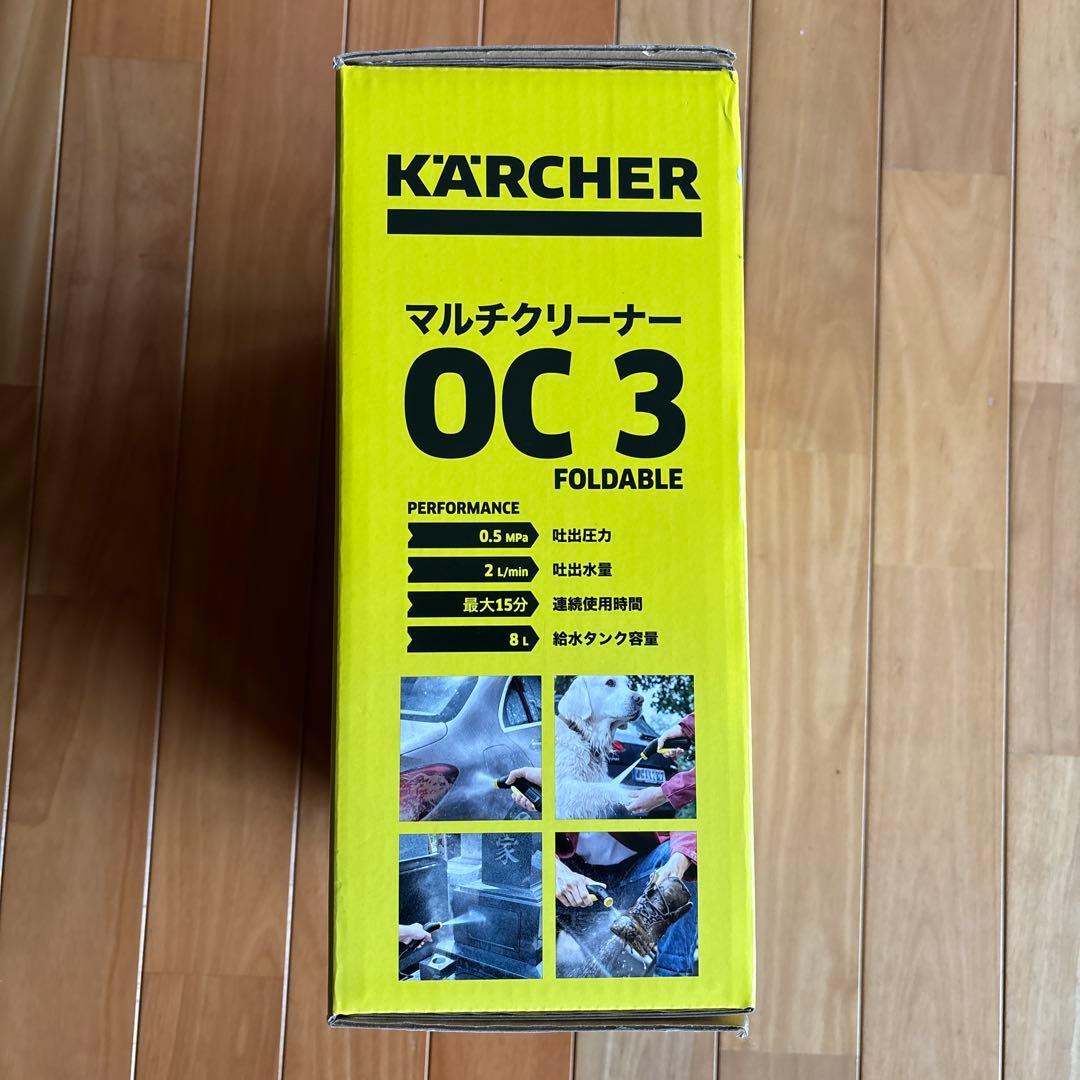 KÄRCHER
マルチクリーナー
OC 3
FOLDABLE
PERFORMANCE
0.5 MPa 吐出圧力
2 L/min 吐出水量
最大15分 連続使用時間
8 L 給水タンク容量
家